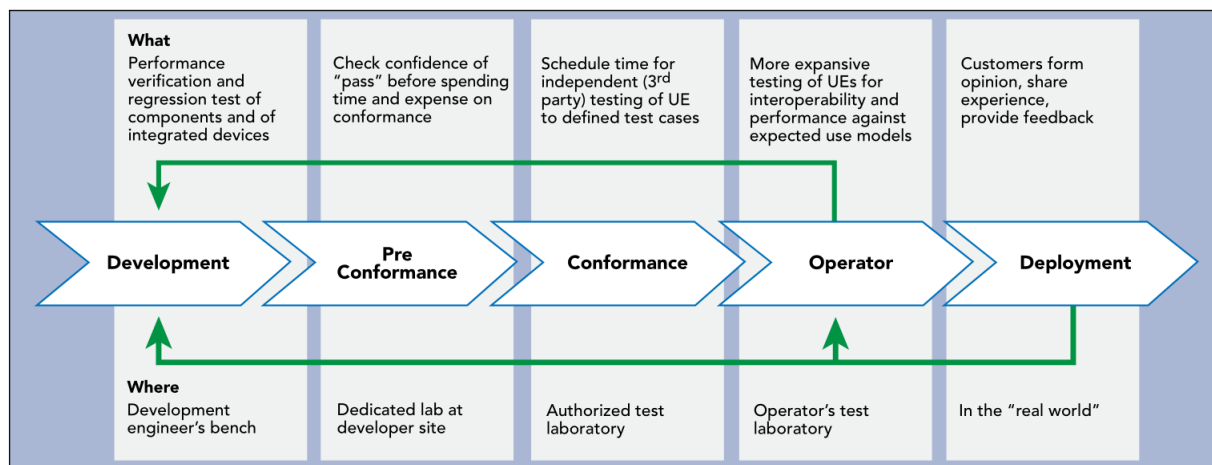 What
Performance
verification and
regression test of
components and of
integrated devices
Check confidence of
“pass” before spending
time and expense on
conformance
Schedule time for
independent (3rd
party) testing of UE
to defined test cases
More expansive
testing of UEs for
interoperability and
performance against
expected use models
Customers form
opinion, share
experience,
provide feedback
Development
Pre
Conformance
Conformance
Operator
Deployment
Where
Development
engineer’s bench
Dedicated lab at
developer site
Authorized test
laboratory
Operator’s test
laboratory
In the “real world”